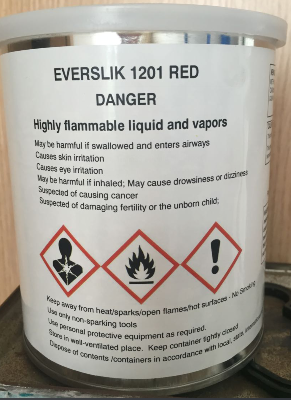 EVERSLIK 1201 RED
DANGER
Highly flammable liquid and vapors
May be harmful if swallowed and enters airways
Causes skin irritation
Causes eye irritation
May be harmful if inhaled; May cause drowsiness or dizziness
Suspected of causing cancer
Suspected of damaging fertility or the unborn child;
Keep away from heat/sparks/open flames/hot surfaces - No Smoking
Use only non-sparking tools
Use personal protective equipment as required.
Store in well-ventilated place. Keep container tightly closed
Dispose of contents /containers in accordance with local, state,